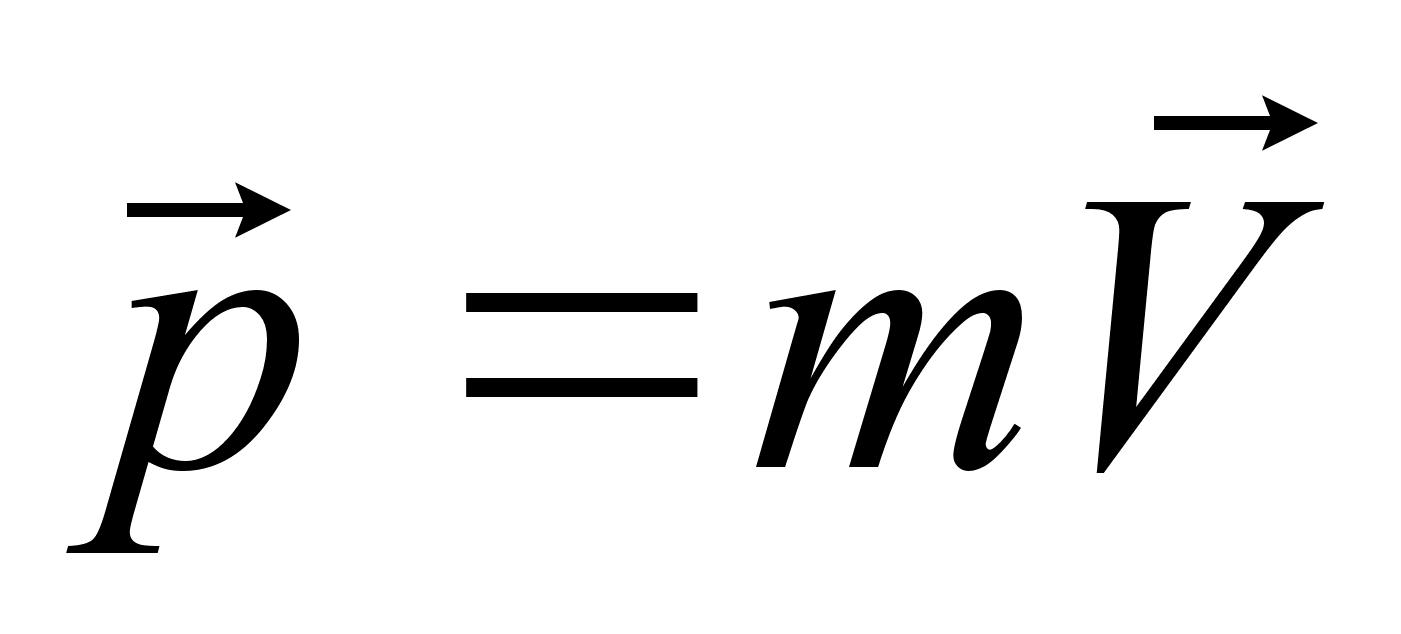 p⃗ = mV⃗